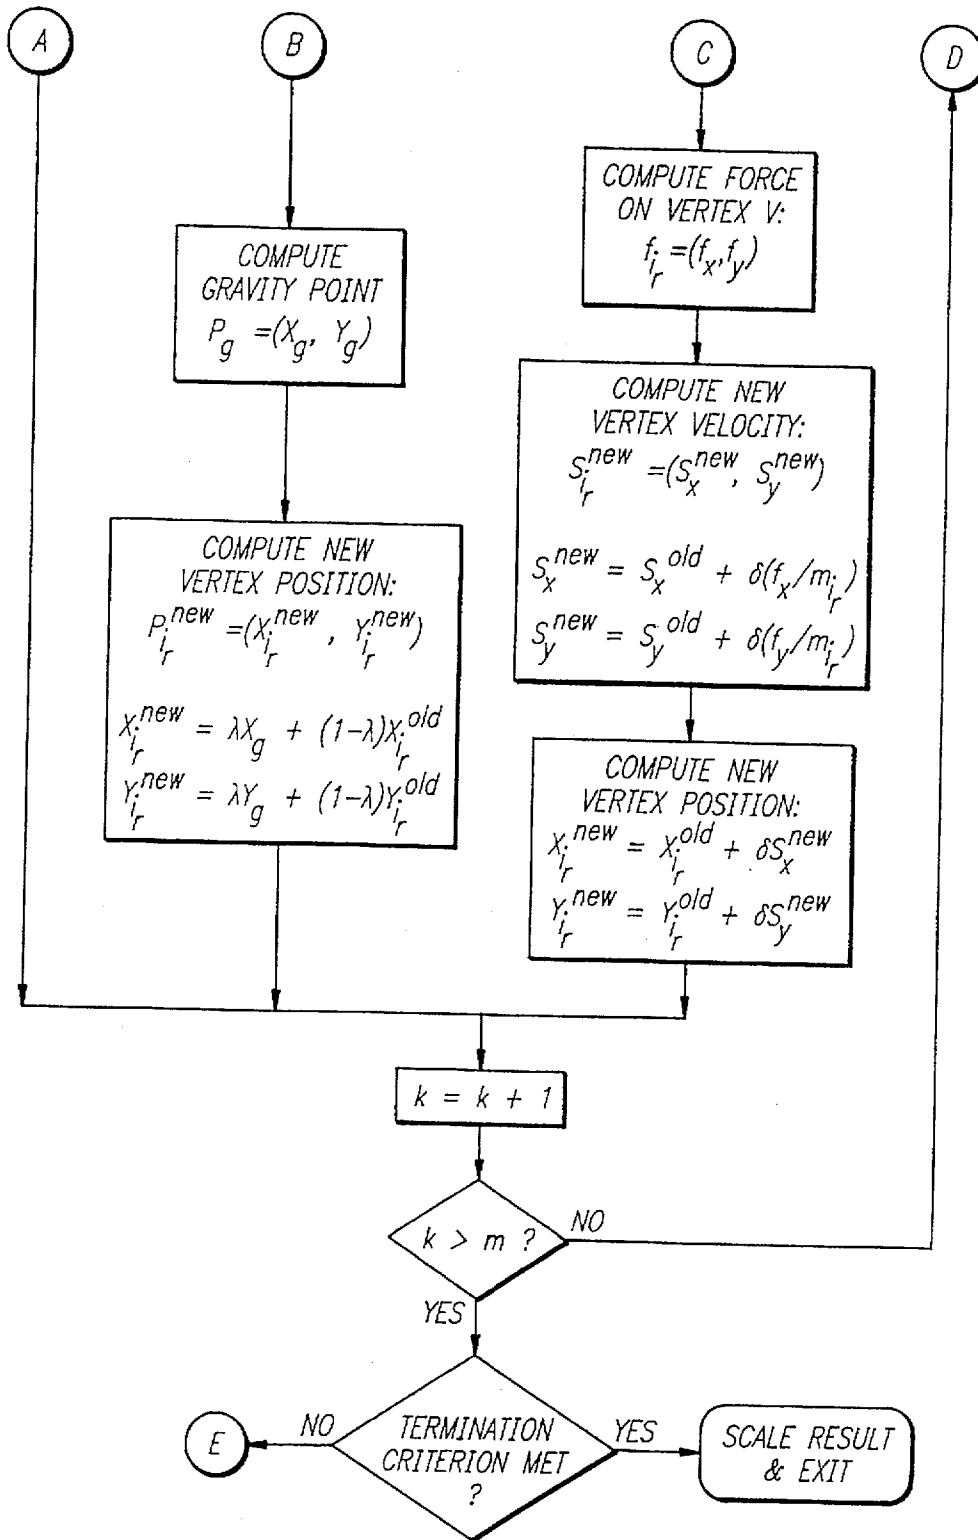 A
B
C
D
COMPUTE
GRAVITY POINT
P_g =(X_g, Y_g)
COMPUTE NEW
VERTEX POSITION:
P_{i_r}^{new} =(X_{i_r}^{new} , Y_{i_r}^{new})
X_{i_r}^{new} = λX_g + (1-λ)X_{i_r}^{old}
Y_{i_r}^{new} = λY_g + (1-λ)Y_{i_r}^{old}
COMPUTE FORCE
ON VERTEX V:
f_{i_r} =(f_x,f_y)
COMPUTE NEW
VERTEX VELOCITY:
S_{i_r}^{new} =(S_x^{new}, S_y^{new})
S_x^{new} = S_x^{old} + δ(f_x/m_{i_r})
S_y^{new} = S_y^{old} + δ(f_y/m_{i_r})
COMPUTE NEW
VERTEX POSITION:
X_{i_r}^{new} = X_{i_r}^{old} + δS_x^{new}
Y_{i_r}^{new} = Y_{i_r}^{old} + δS_y^{new}
k = k + 1
k > m ?
NO
YES
TERMINATION
CRITERION MET
?
NO
E
YES
SCALE RESULT
& EXIT